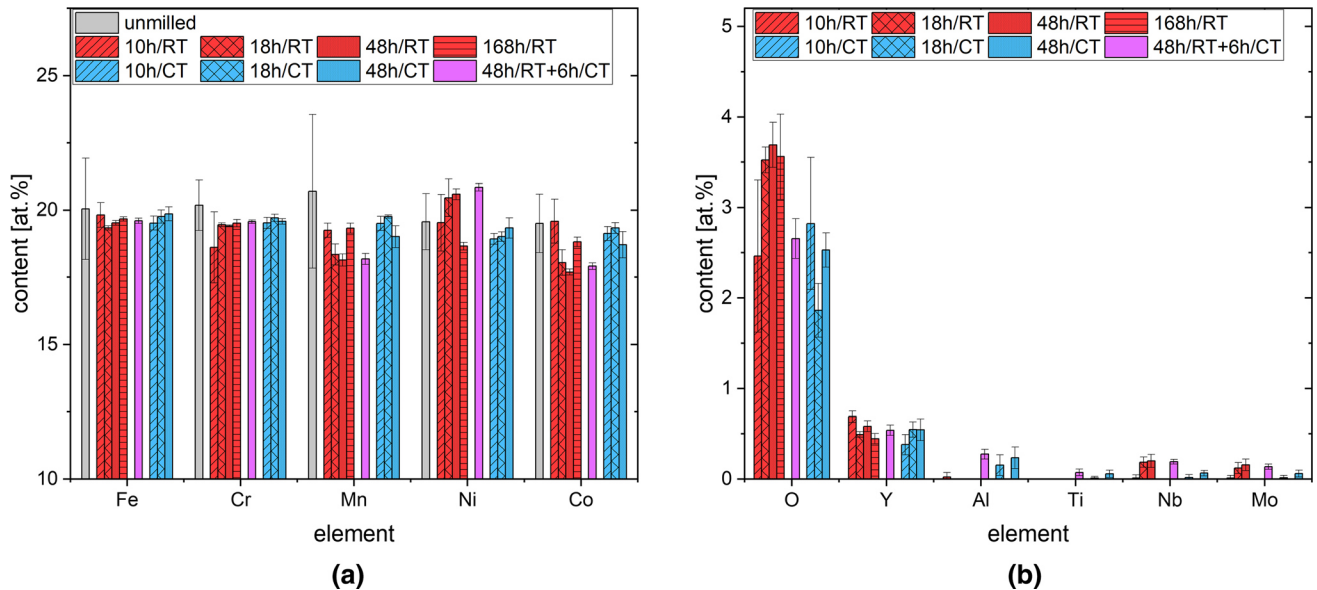 unmilled
10h/RT 18h/RT 48h/RT 168h/RT
10h/CT 18h/CT 48h/CT 48h/RT+6h/CT
25
20
15
10
content [at.%]
Fe Cr Mn Ni Co
element
(a)
10h/RT 18h/RT 48h/RT 168h/RT
10h/CT 18h/CT 48h/CT 48h/RT+6h/CT
5
4
3
2
1
0
content [at.%]
O Y Al Ti Nb Mo
element
(b)